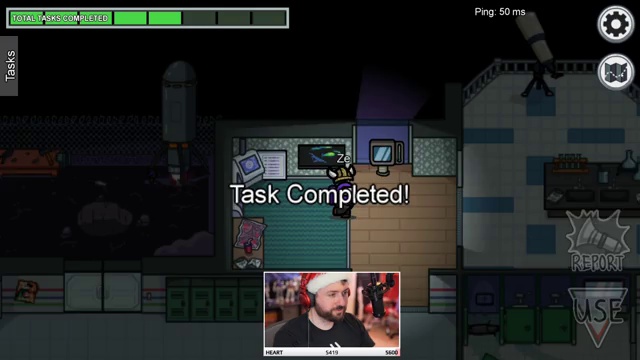 TOTAL TASKS COMPLETED
Ping: 50 ms
Tasks
Ze
Task Completed!
REPORT
USE
HEART 5419 5600